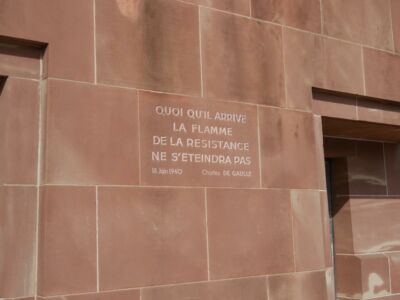 QUOI QU'IL ARRIVE
LA FLAMME
DE LA RESISTANCE
NE S'ETEINDRA PAS
18 Juin 1940 Charles DE GAULLE